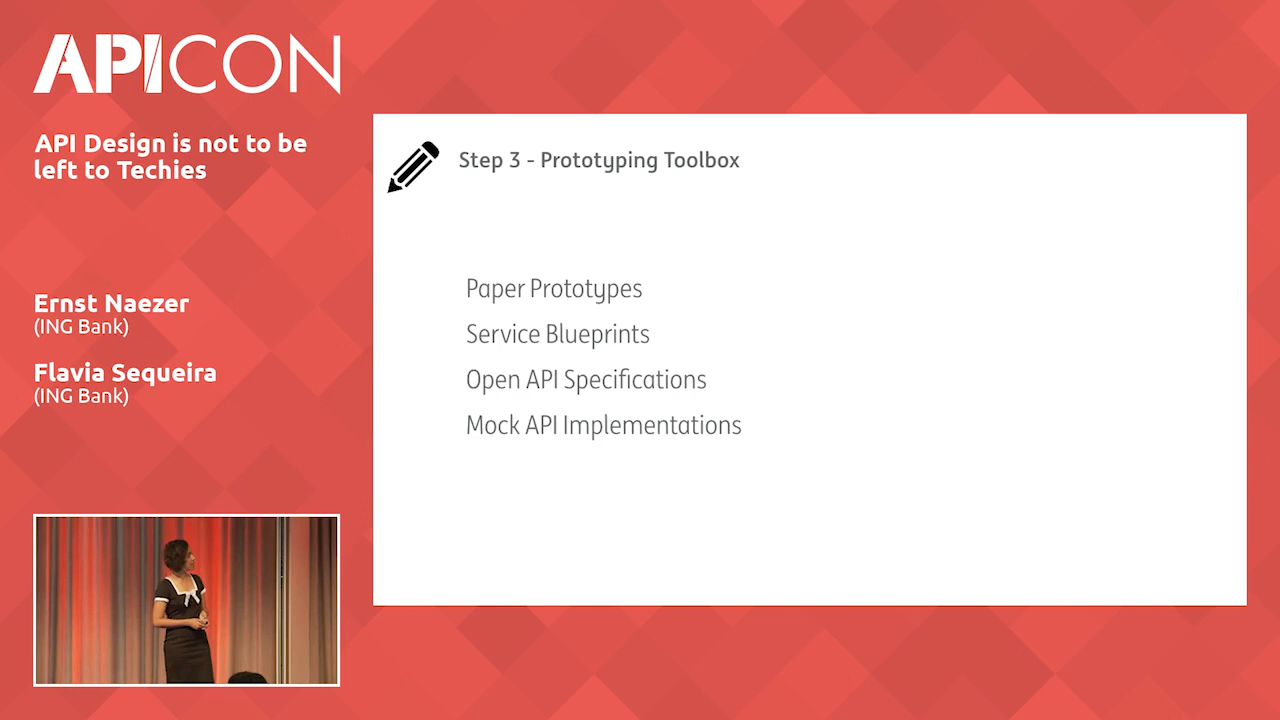 APICON
API Design is not to be
left to Techies
Ernst Naezer
(ING Bank)
Flavia Sequeira
(ING Bank)
Step 3 - Prototyping Toolbox
Paper Prototypes
Service Blueprints
Open API Specifications
Mock API Implementations